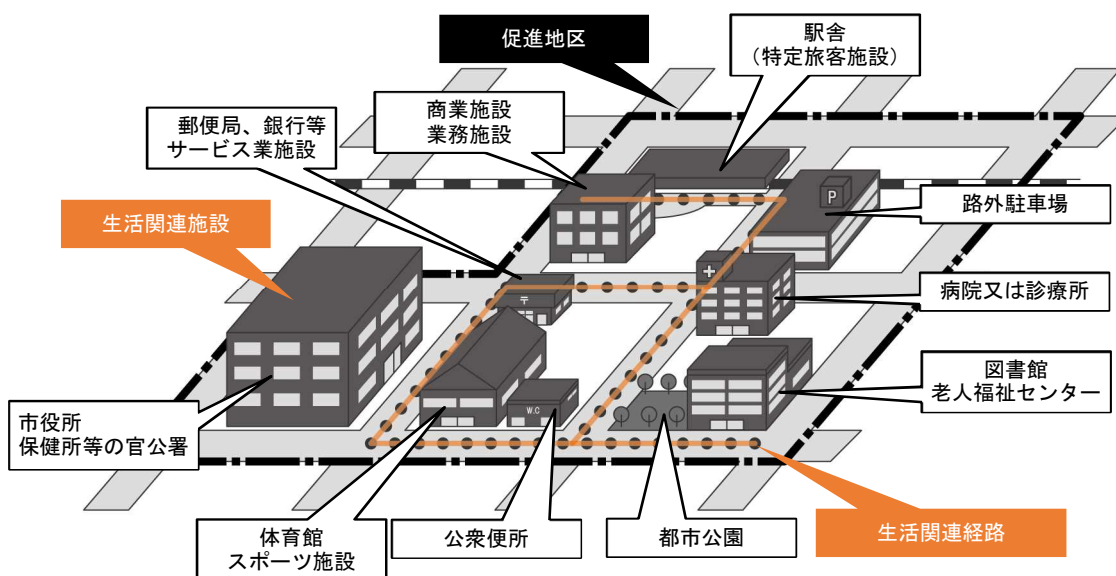 促進地区
駅舎
（特定旅客施設）
商業施設
業務施設
郵便局、銀行等
サービス業施設
生活関連施設
P
路外駐車場
病院又は診療所
〒
図書館
老人福祉センター
W.C
市役所
保健所等の官公署
体育館
スポーツ施設
公衆便所
都市公園
生活関連経路